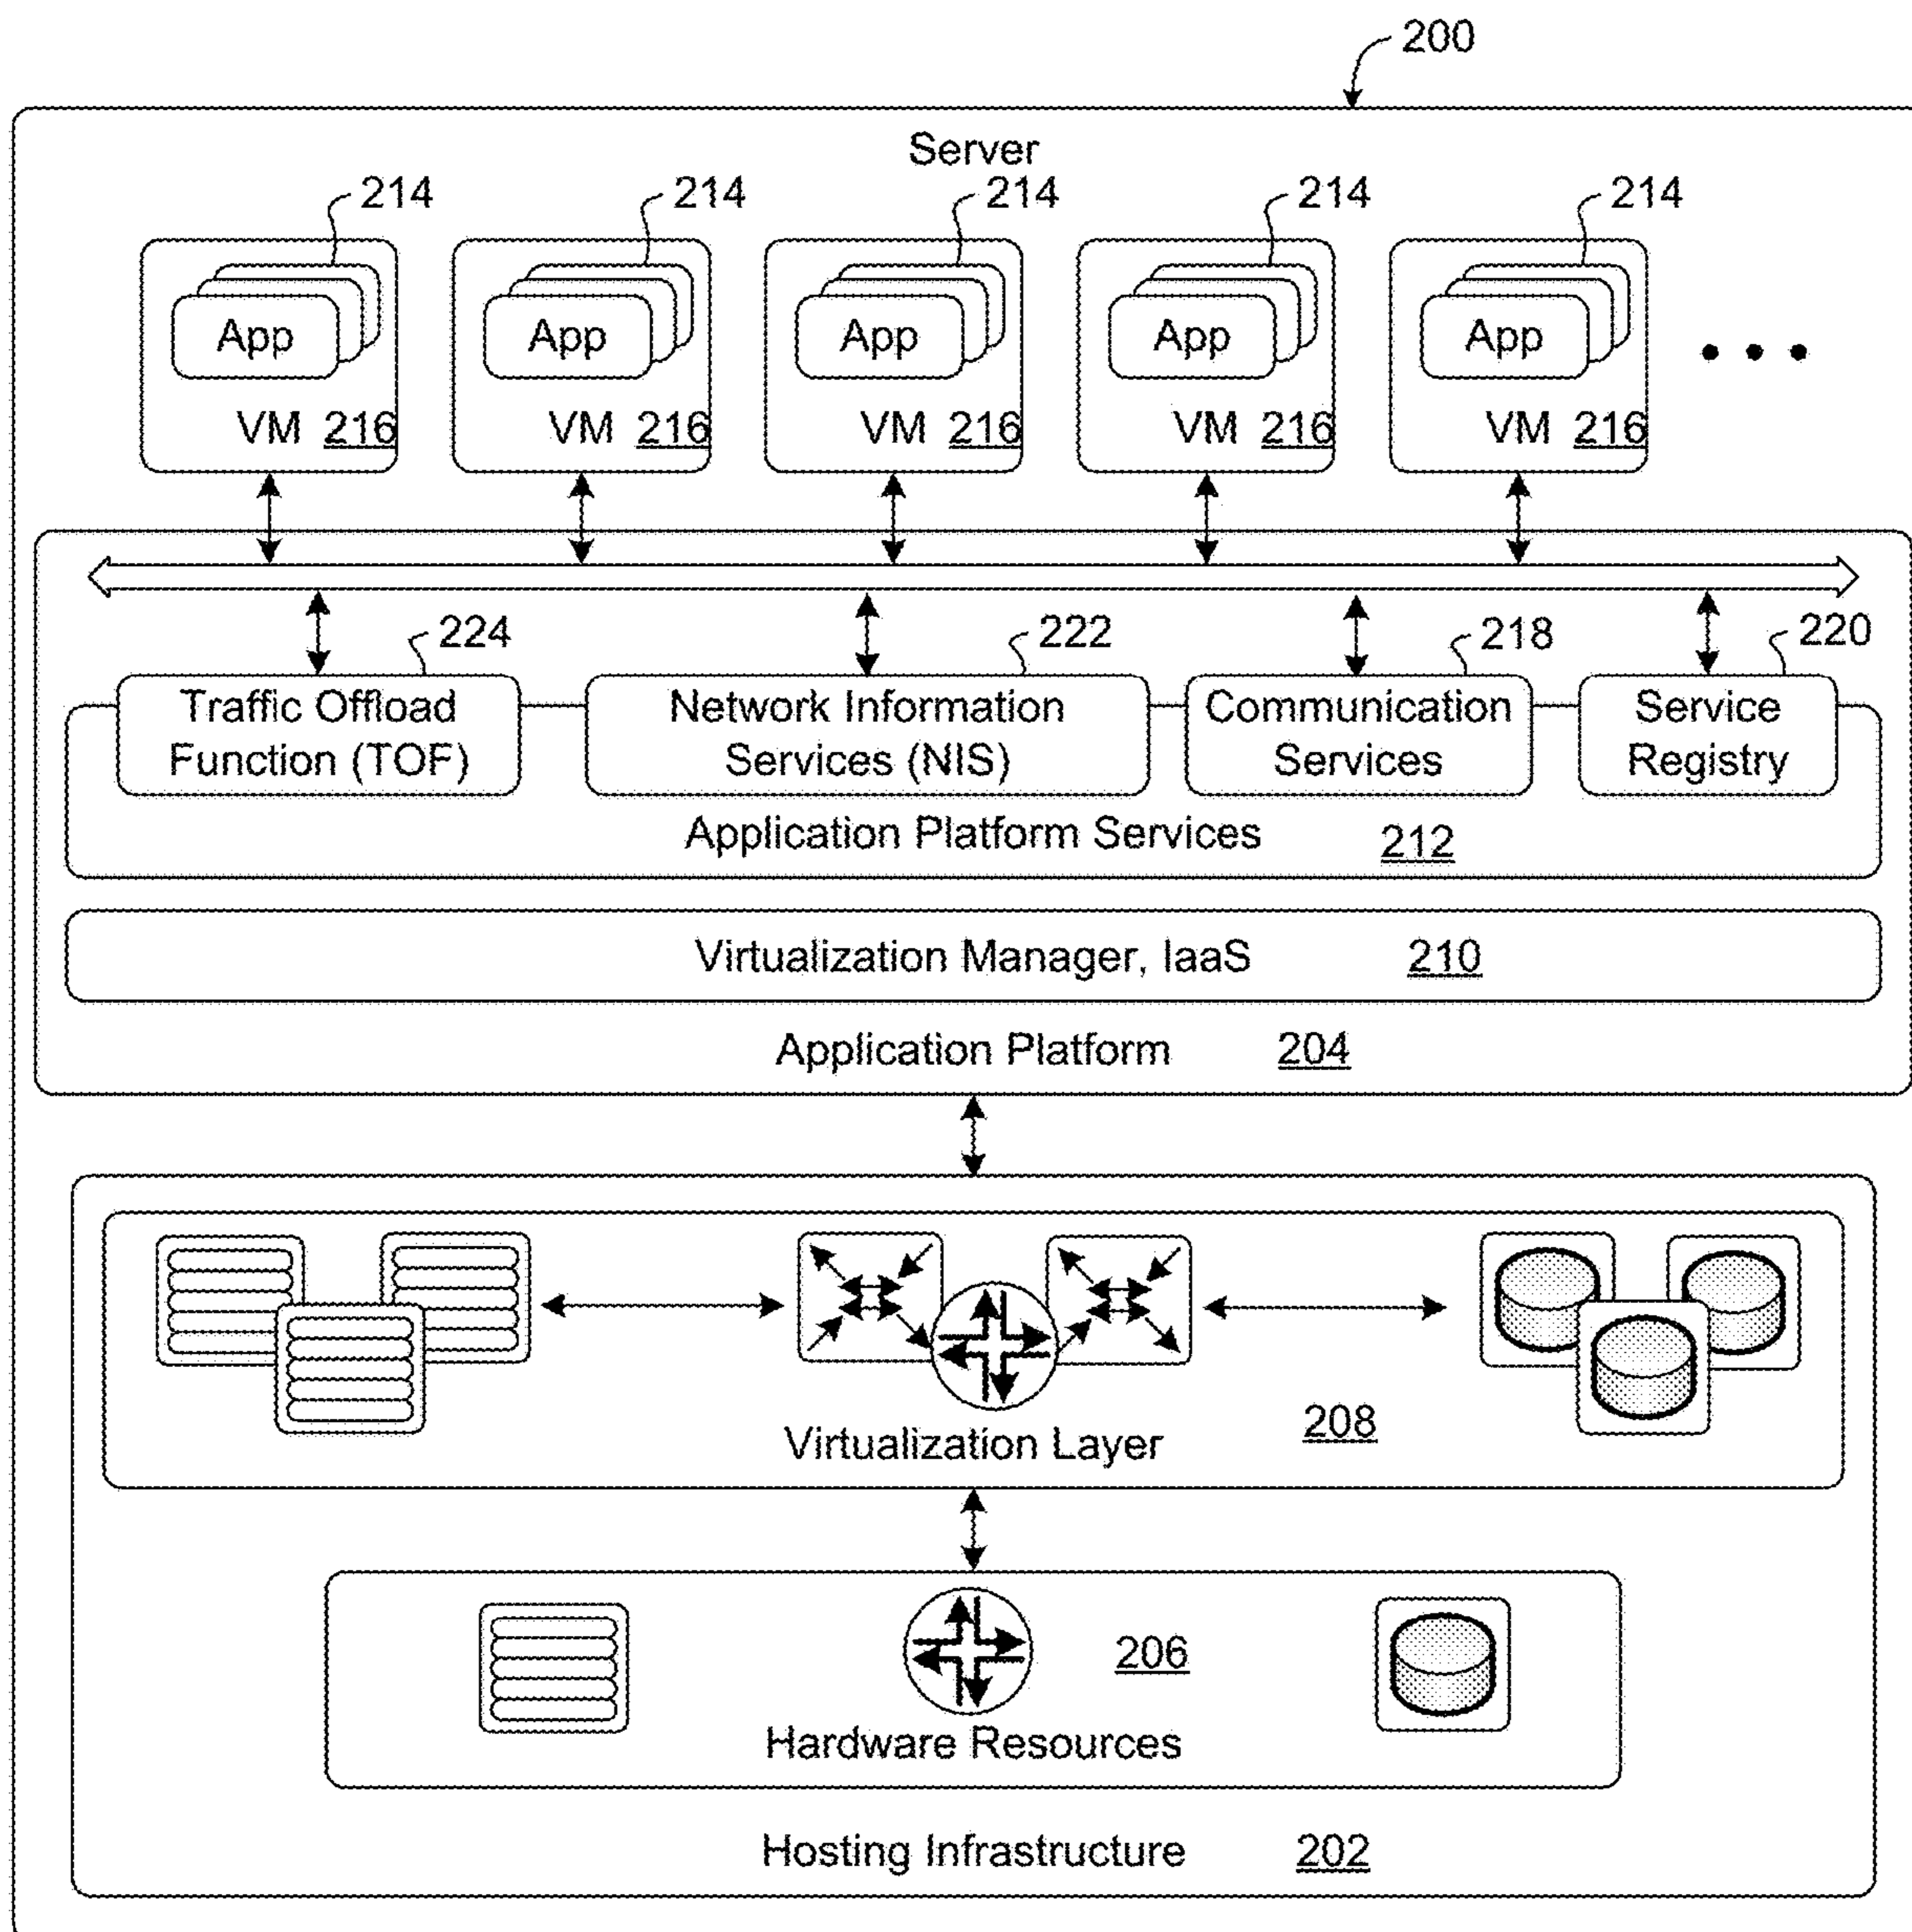 200
Server
214 214 214 214 214
App App App App App
VM 216 VM 216 VM 216 VM 216 VM 216
224 222 218 220
Traffic Offload Function (TOF)
Network Information Services (NIS)
Communication Services
Service Registry
Application Platform Services 212
Virtualization Manager, IaaS 210
Application Platform 204
Virtualization Layer 208
206
Hardware Resources
Hosting Infrastructure 202